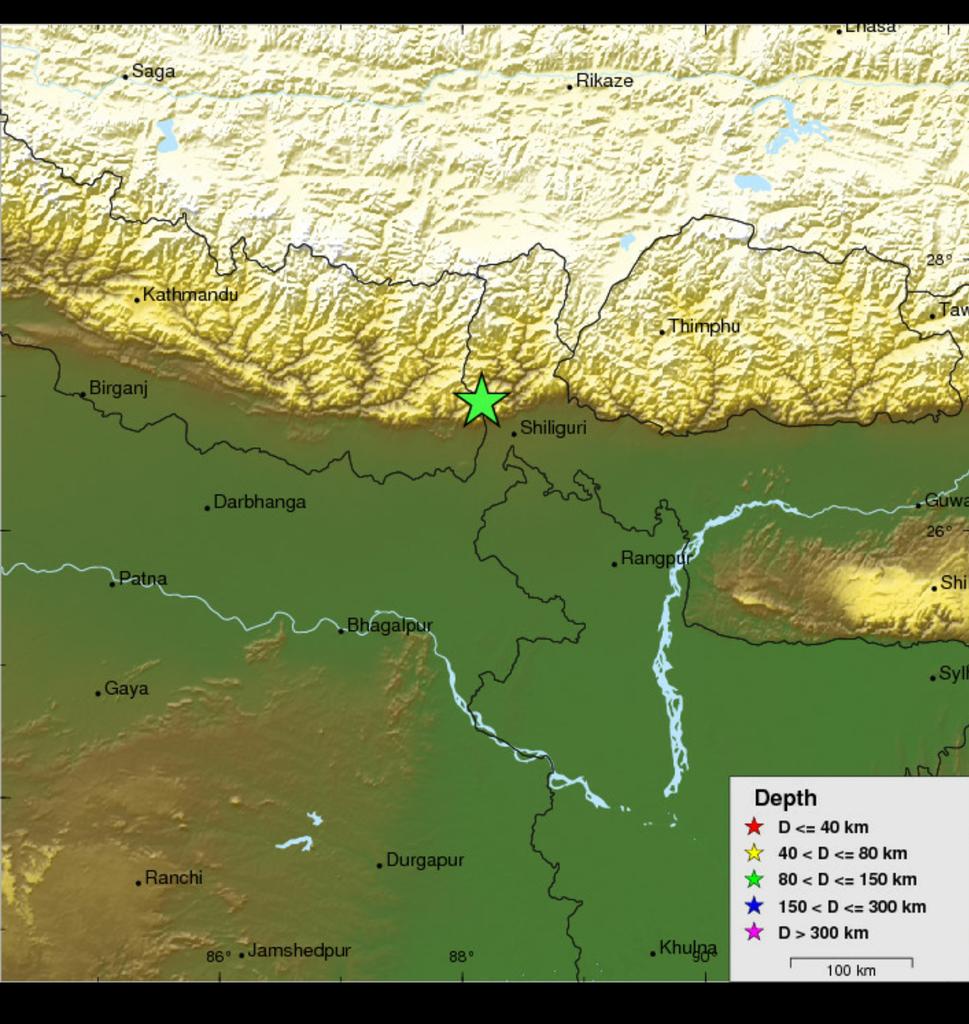 Lhasa
Saga
Rikaze
28°
Kathmandu
Taw
Thimphu
Birganj
Shiliguri
Darbhanga
Guwa
26°
Rangpur
Patna
Shi
Bhagalpur
Sylh
Gaya
Depth
D <= 40 km
40 < D <= 80 km
80 < D <= 150 km
150 < D <= 300 km
D > 300 km
100 km
Durgapur
Ranchi
86°
Jamshedpur
88°
Khulna
90°